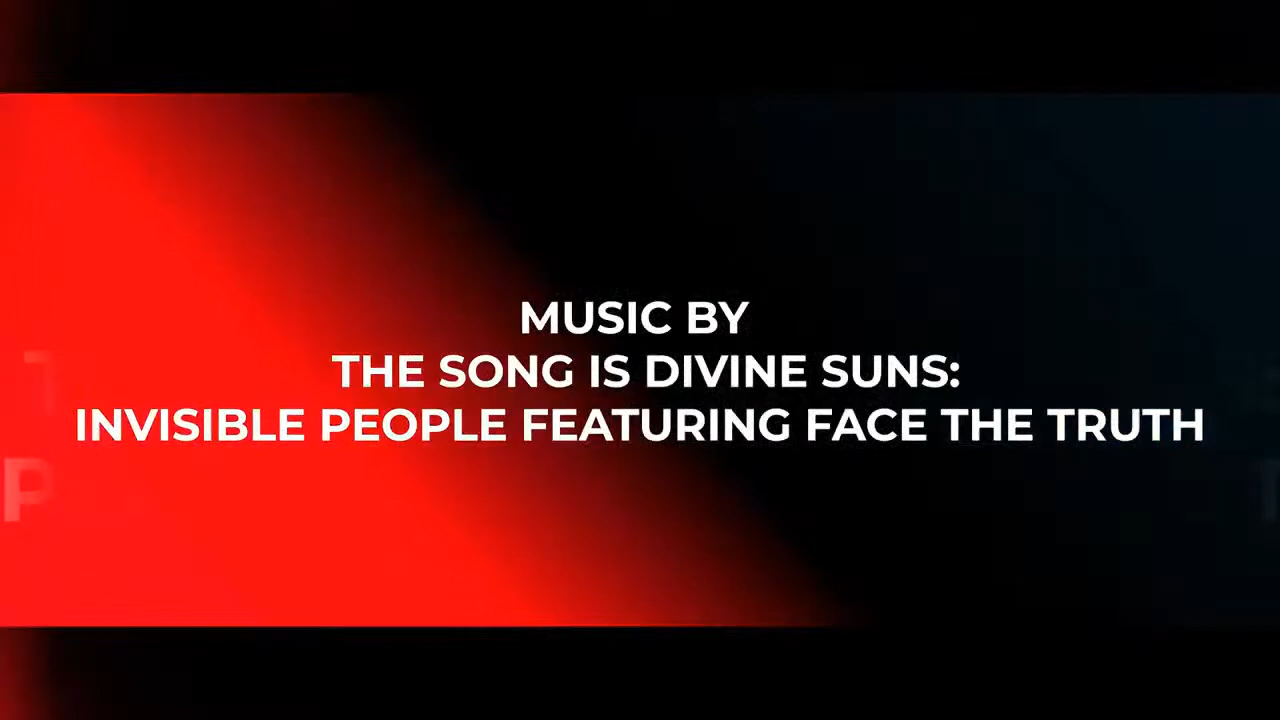 MUSIC BY
THE SONG IS DIVINE SUNS:
INVISIBLE PEOPLE FEATURING FACE THE TRUTH